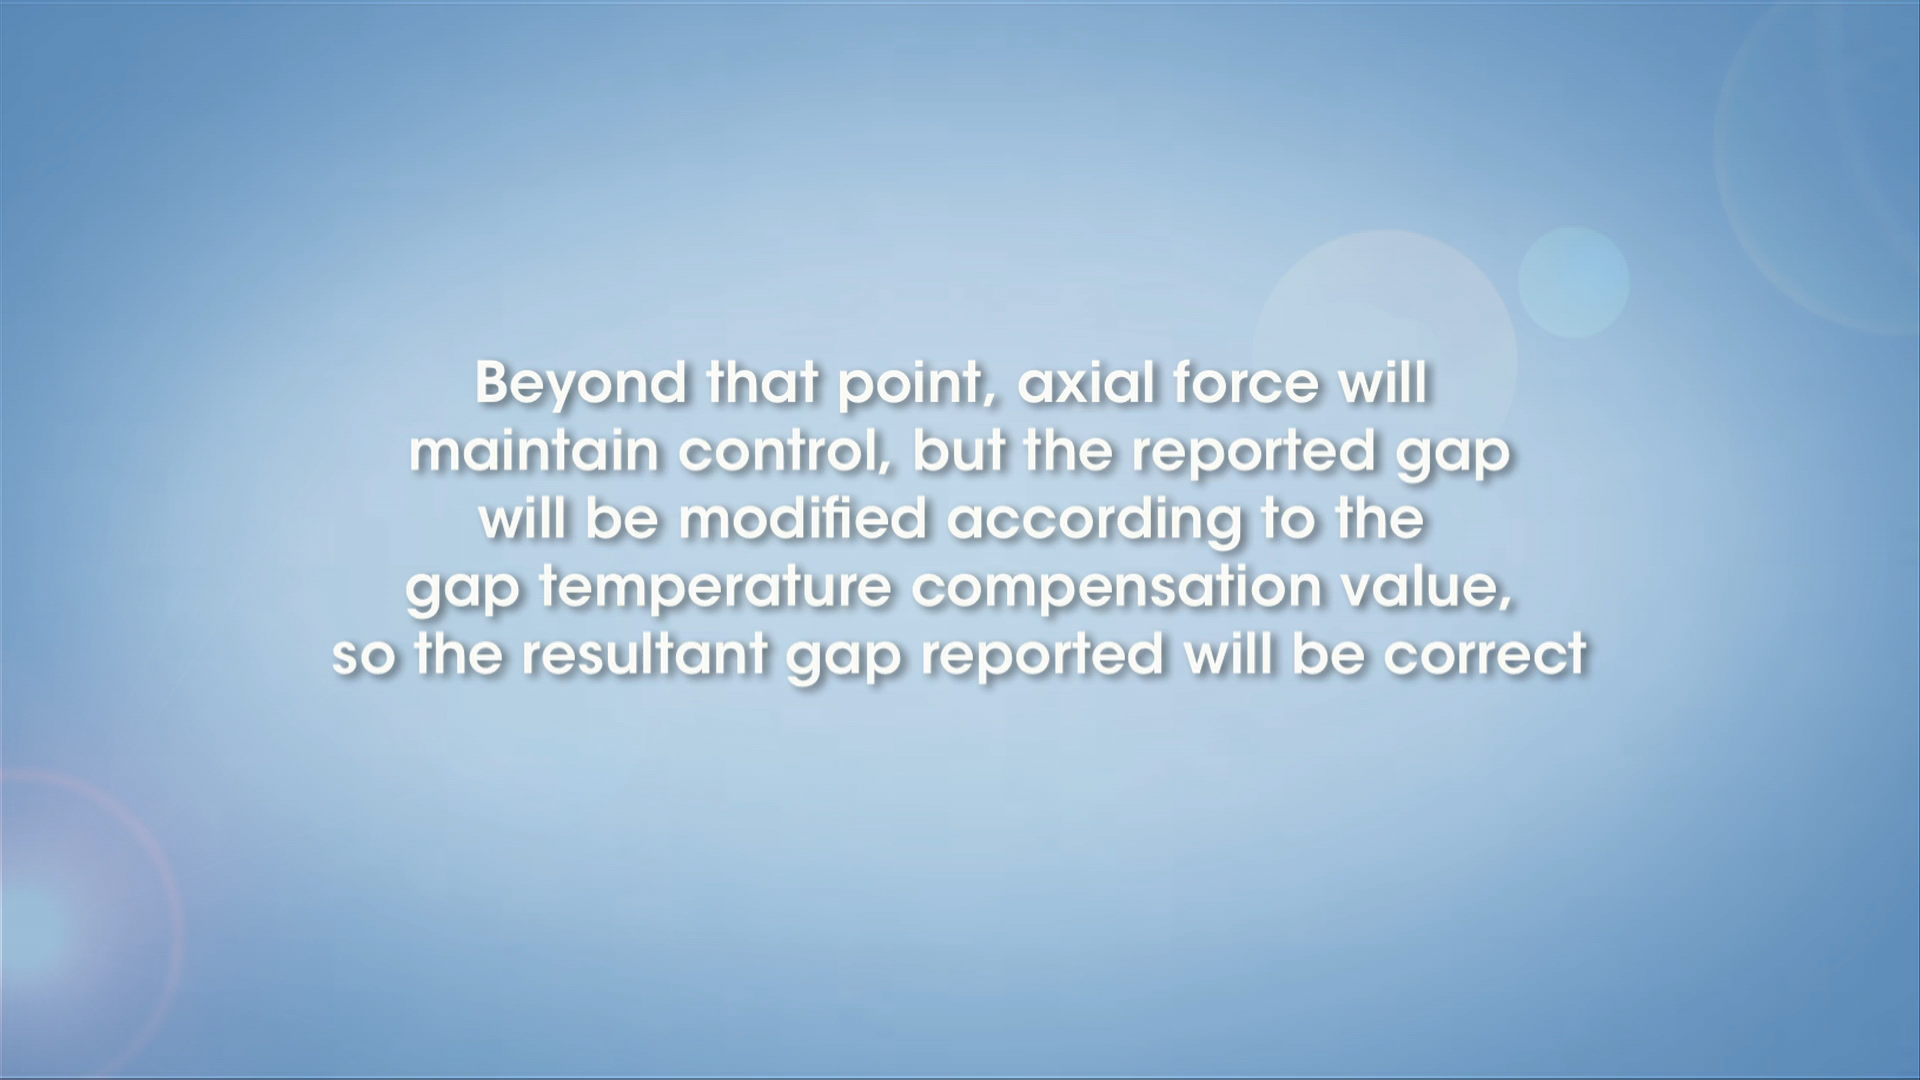 Beyond that point, axial force will
maintain control, but the reported gap
will be modified according to the
gap temperature compensation value,
so the resultant gap reported will be correct